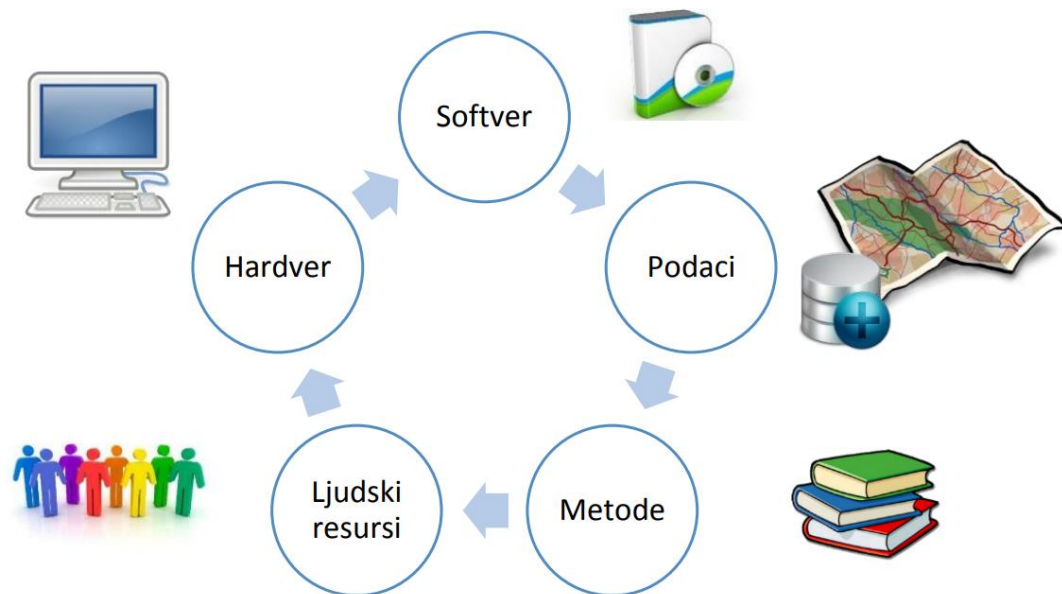 Softver
Hardver
Podaci
Ljudski
resursi
Metode